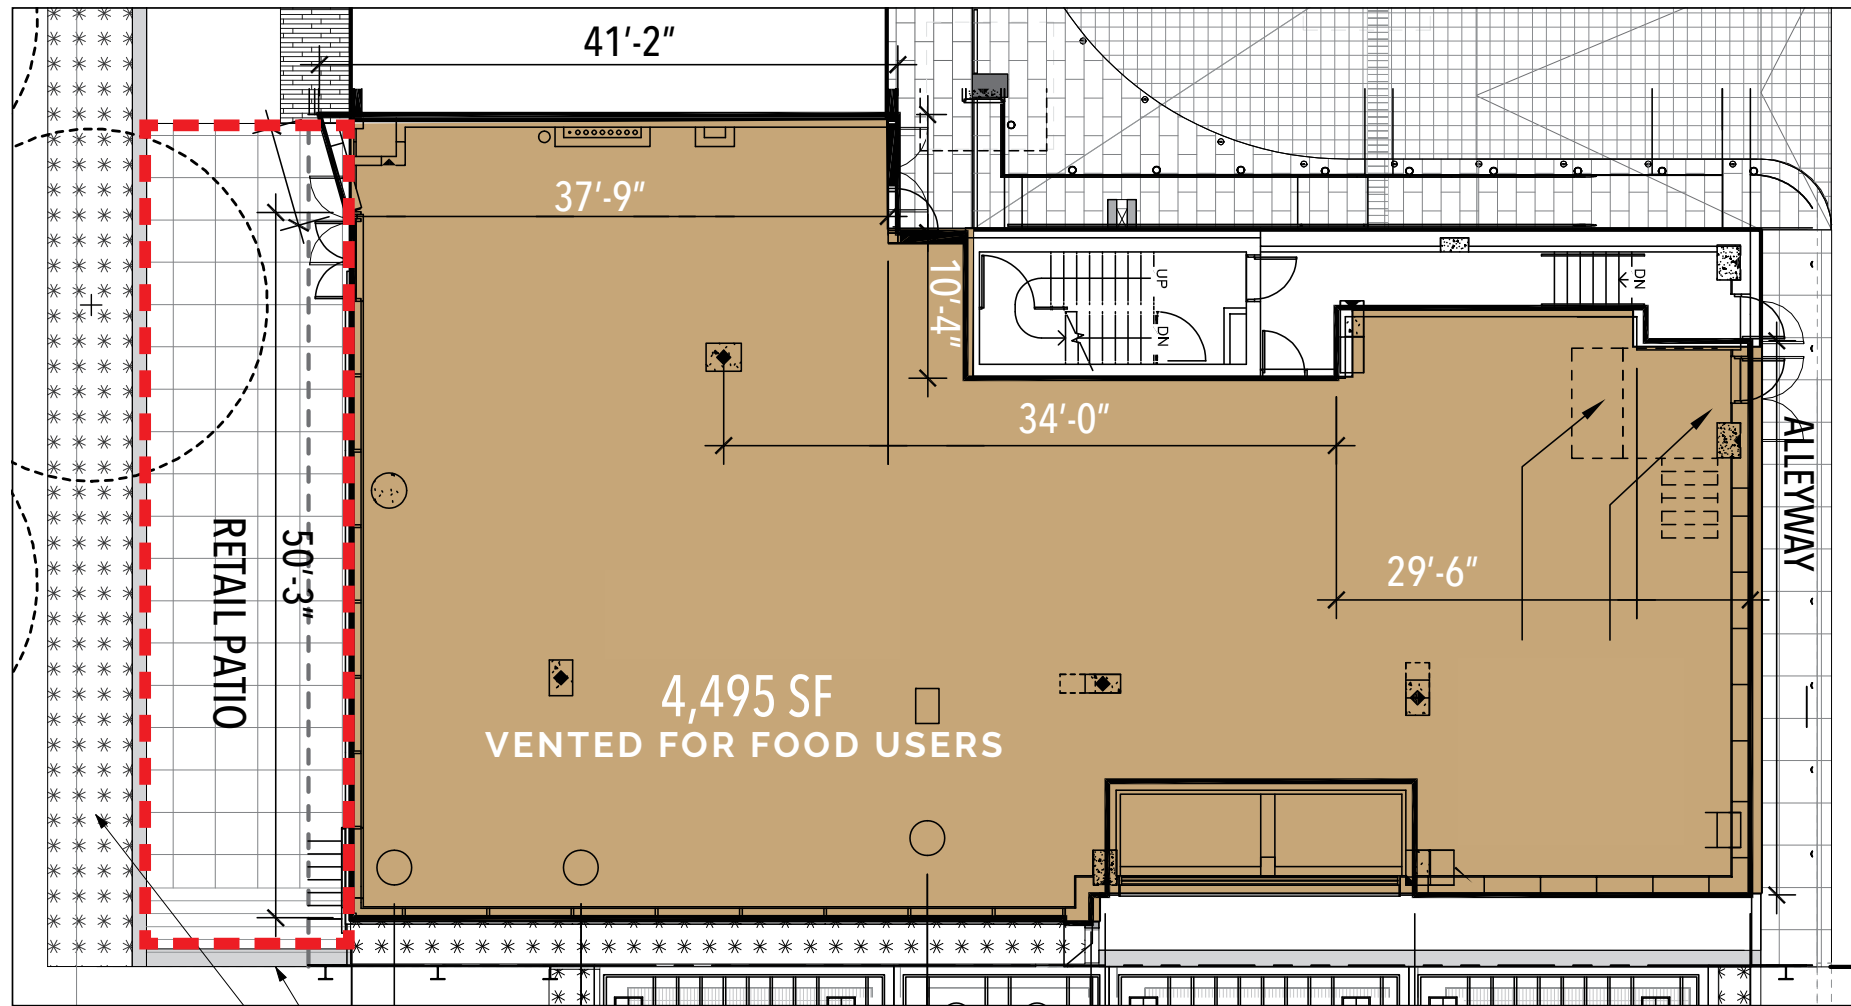 41'-2"
37'-9"
10'-4"
UP
DN
DN
34'-0"
ALLEYWAY
RETAIL PATIO
50'-3"
29'-6"
4,495 SF
VENTED FOR FOOD USERS